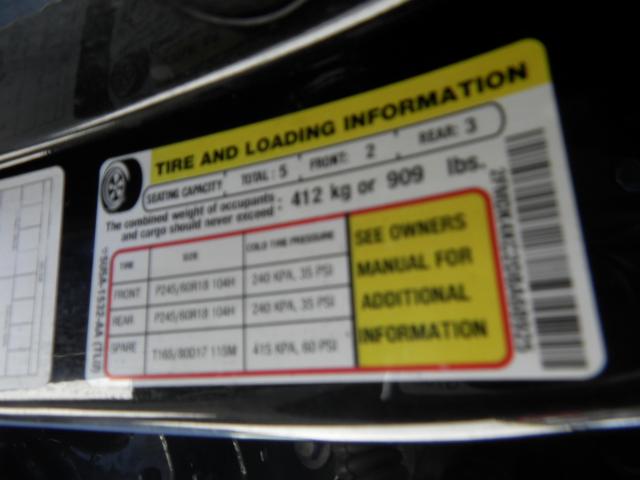 TIRE AND LOADING INFORMATION
SEATING CAPACITY TOTAL : 5 FRONT: 2 REAR: 3
The combined weight of occupants and cargo should never exceed : 412 kg or 909 lbs.
TIRE SIZE COLD TIRE PRESSURE
FRONT P245/60R18 104H 240 KPA, 35 PSI
REAR P245/60R18 104H 240 KPA, 35 PSI
SPARE T165/80D17 115M 415 KPA, 60 PSI
SEE OWNERS
MANUAL FOR
ADDITIONAL
INFORMATION